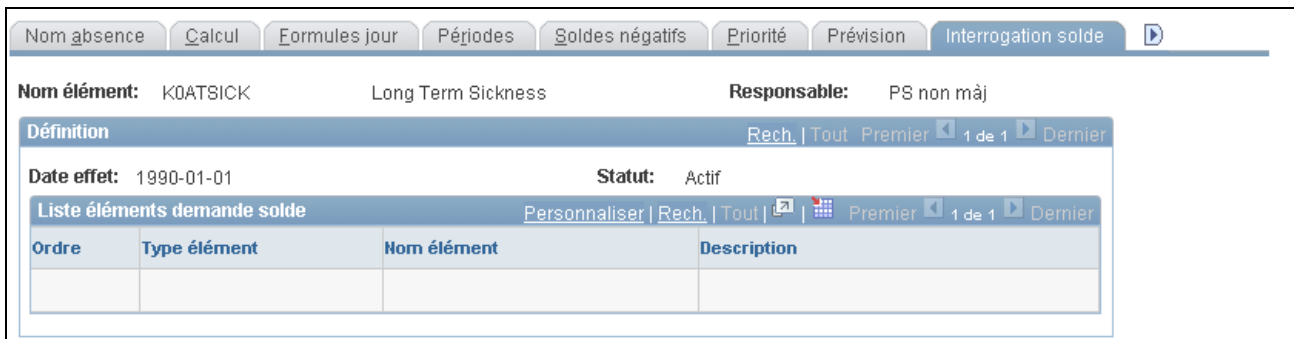 Nom absence Calcul Formules jour Périodes Soldes négatifs Priorité Prévision Interrogation solde
Nom élément: K0ATSICK Long Term Sickness Responsable: PS non màj
Définition Rech. | Tout Premier 1 de 1 Dernier
Date effet: 1990-01-01 Statut: Actif
Liste éléments demande solde Personnaliser | Rech. | Tout | | Premier 1 de 1 Dernier
Ordre Type élément Nom élément Description